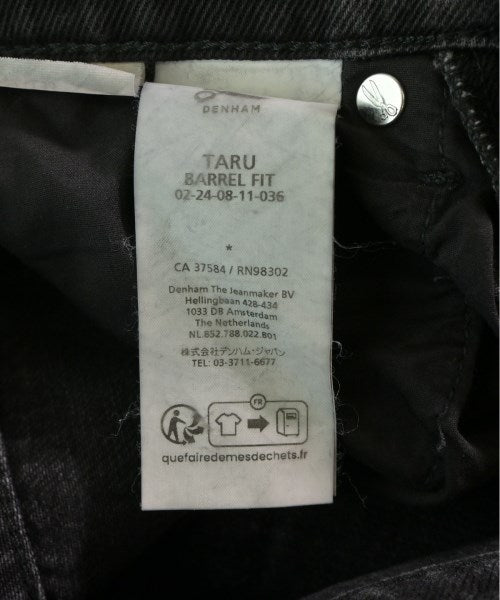 DENHAM
TARU
BARREL FIT
02-24-08-11-036
*
CA 37584 / RN98302
Denham The Jeanmaker BV
Hellingbaan 428-434
1033 DB Amsterdam
The Netherlands
NL.852.788.022.B01
株式会社デンハム・ジャパン
TEL: 03-3711-6677
FR
quefairedemesdechets.fr